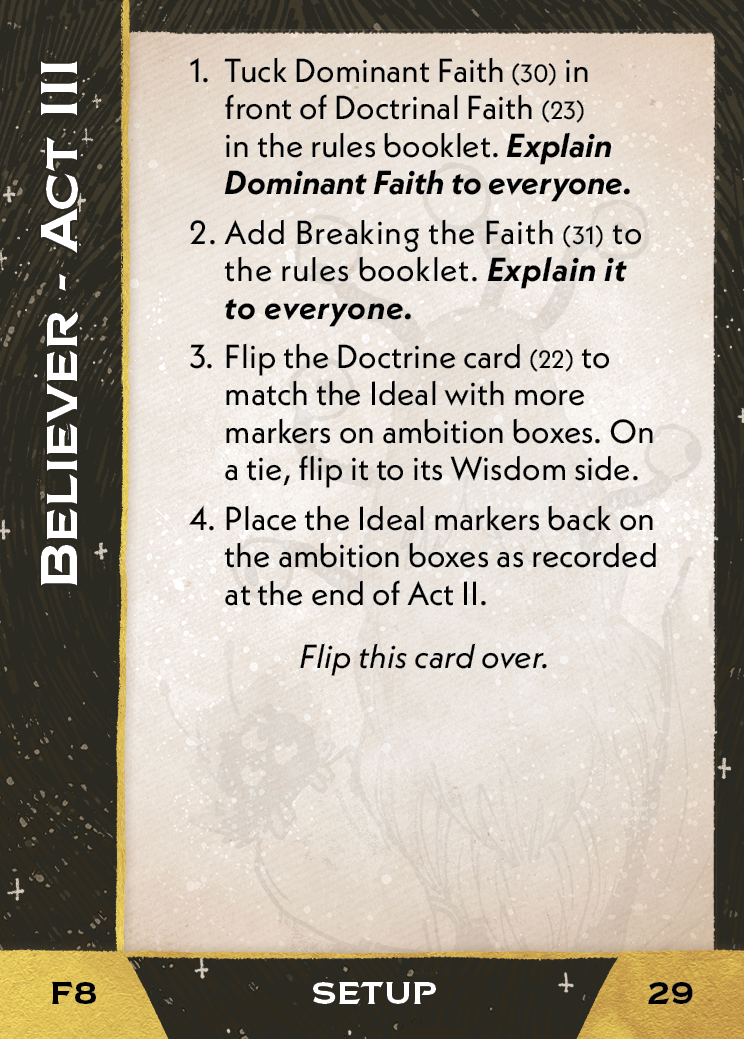 BELIEVER - ACT III
1. Tuck Dominant Faith (30) in
front of Doctrinal Faith (23)
in the rules booklet. Explain
Dominant Faith to everyone.
2. Add Breaking the Faith (31) to
the rules booklet. Explain it
to everyone.
3. Flip the Doctrine card (22) to
match the Ideal with more
markers on ambition boxes. On
a tie, flip it to its Wisdom side.
4. Place the Ideal markers back on
the ambition boxes as recorded
at the end of Act II.
Flip this card over.
F8
SETUP
29